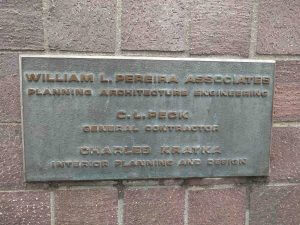 WILLIAM L. PEREIRA ASSOCIATES
PLANNING ARCHITECTURE ENGINEERING
C. L. PECK
GENERAL CONTRACTOR
CHARLES KRATKA
INTERIOR PLANNING AND DESIGN